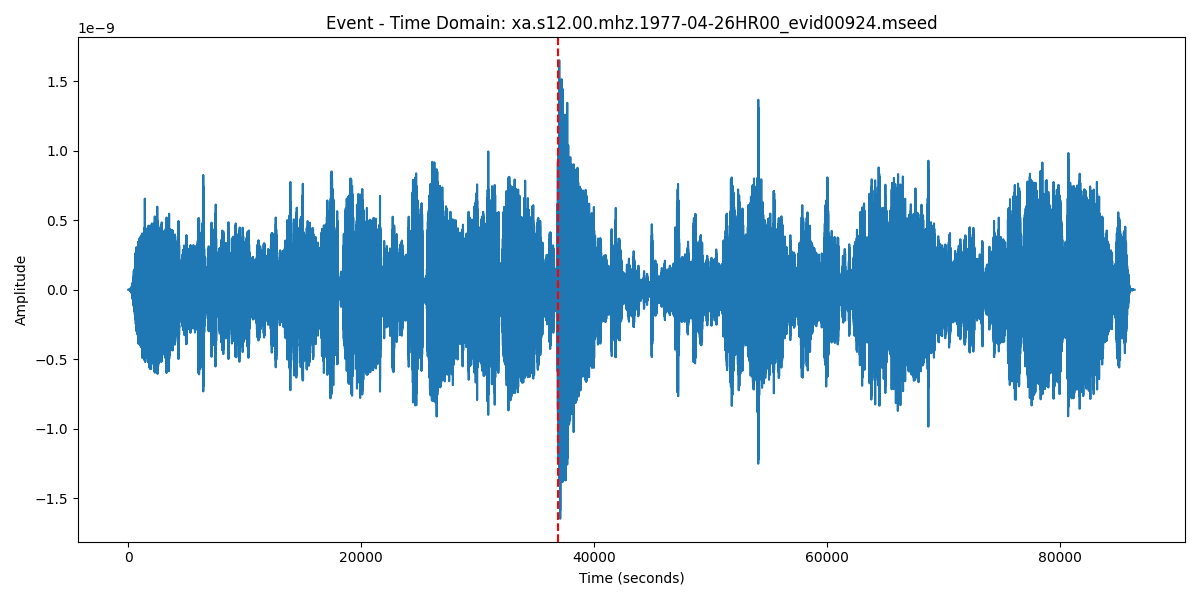 Event - Time Domain: xa.s12.00.mhz.1977-04-26HR00_evid00924.mseed
1e−9
1.5
1.0
0.5
0.0
−0.5
−1.0
−1.5
Amplitude
0 20000 40000 60000 80000
Time (seconds)